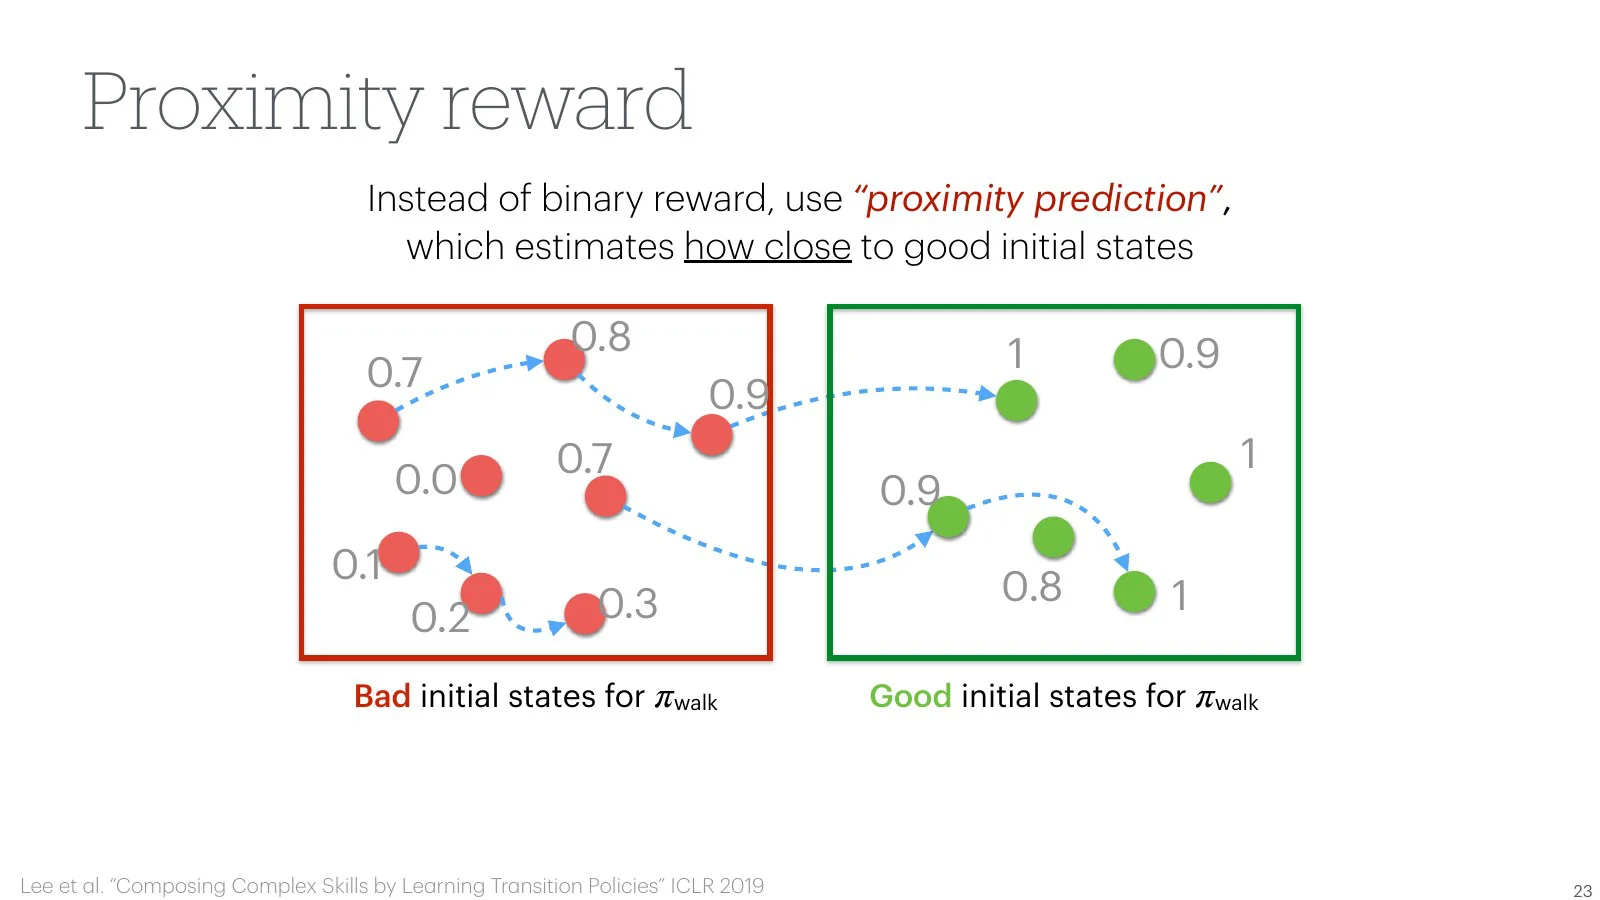 Proximity reward
Instead of binary reward, use “proximity prediction”,
which estimates how close to good initial states
0.7
0.8
0.9
0.0
0.7
0.1
0.2
0.3
1
0.9
1
0.9
0.8
1
Bad initial states for πwalk
Good initial states for πwalk
Lee et al. “Composing Complex Skills by Learning Transition Policies” ICLR 2019
23